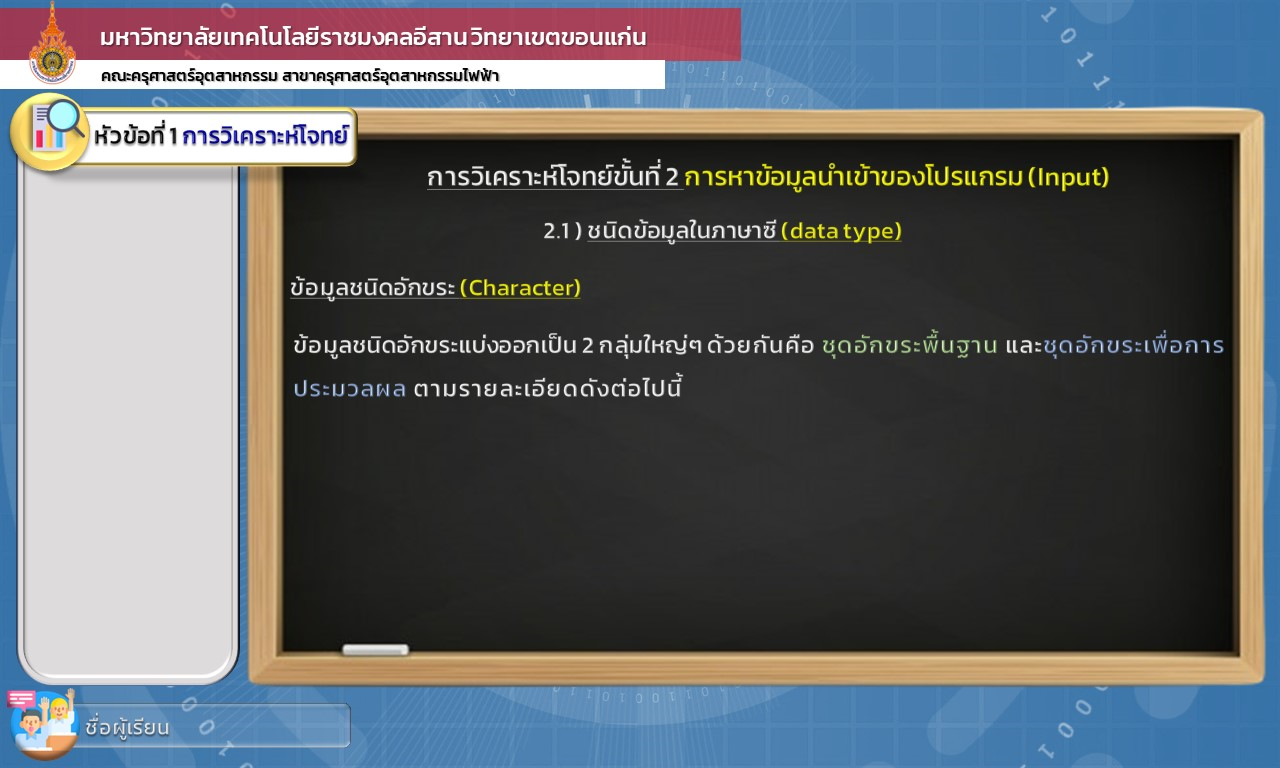 มหาวิทยาลัยเทคโนโลยีราชมงคลอีสาน วิทยาเขตขอนแก่น
คณะครุศาสตร์อุตสาหกรรม สาขาครุศาสตร์อุตสาหกรรมไฟฟ้า
หัวข้อที่ 1 การวิเคราะห์โจทย์
การวิเคราะห์โจทย์ขั้นที่ 2 การหาข้อมูลนำเข้าของโปรแกรม (Input)
2.1 ) ชนิดข้อมูลในภาษาซี (data type)
ข้อมูลชนิดอักขระ (Character)
ข้อมูลชนิดอักขระแบ่งออกเป็น 2 กลุ่มใหญ่ๆ ด้วยกันคือ ชุดอักขระพื้นฐาน และชุดอักขระเพื่อการ
ประมวลผล ตามรายละเอียดดังต่อไปนี้
ชื่อผู้เรียน